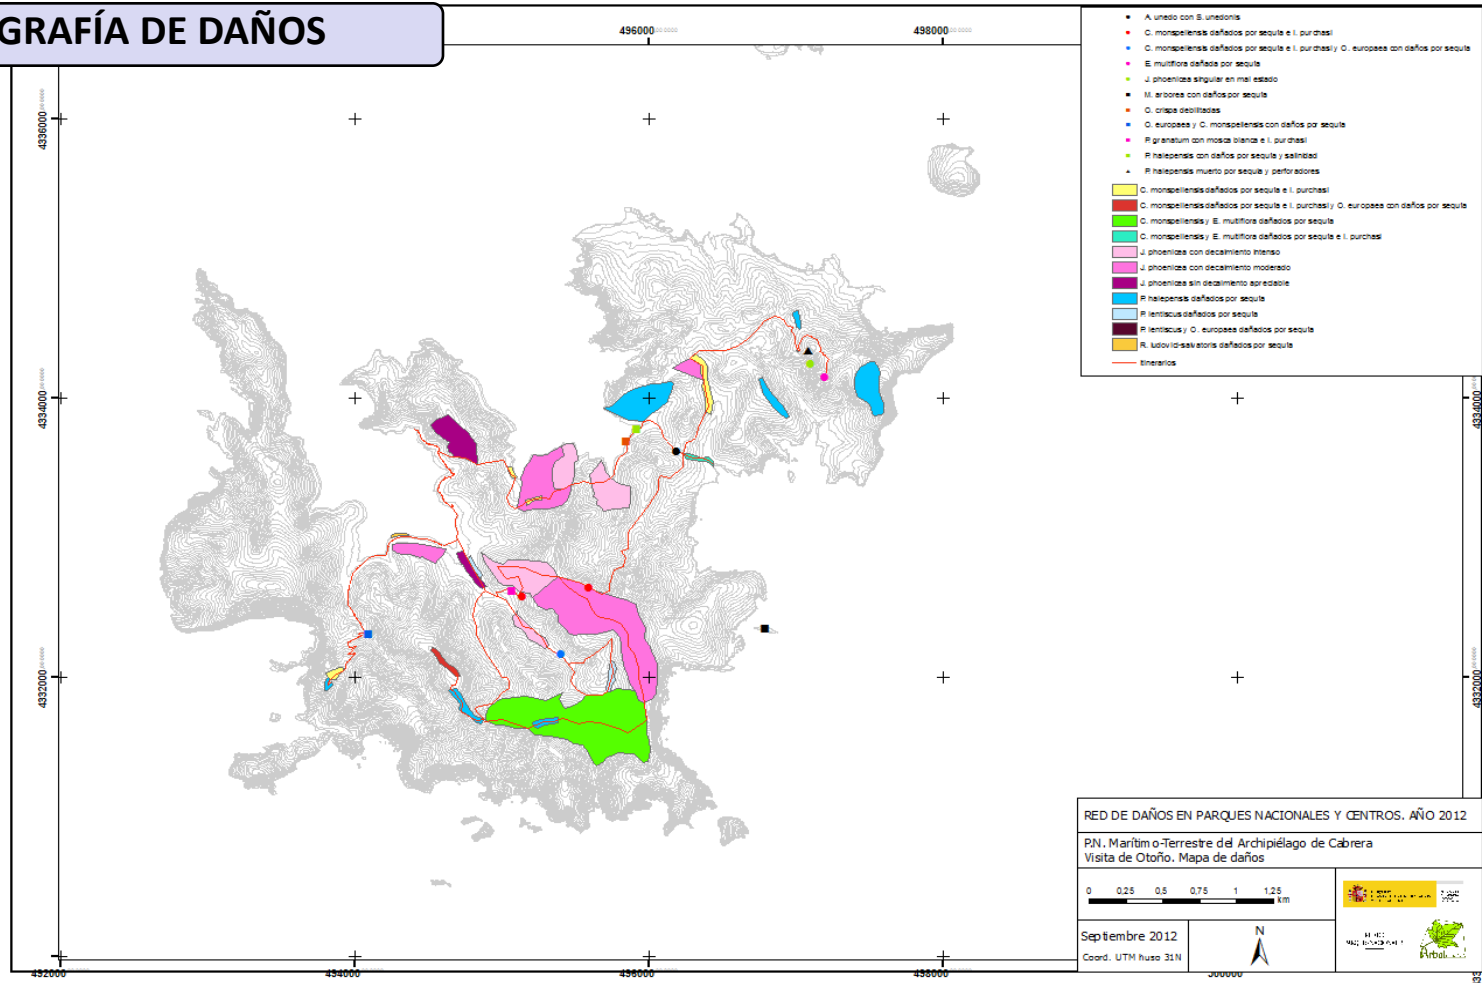 GRAFÍA DE DAÑOS
496000
498000
4336000
4334000
4332000
4334000
4332000
A. unedo con S. unedonis
C. monspeliensis dañados por sequía e I. purchasi
C. monspeliensis dañados por sequía e I. purchasi y O. europaea con daños por sequía
E. multiflora dañada por sequía
J. phoenicea singular en mal estado
M. arborea con daños por sequía
O. crispa debilitadas
O. europaea y C. monspeliensis con daños por sequía
P. granatum con mosca blanca e I. purchasi
P. halepensis con daños por sequía y salinidad
P. halepensis muerto por sequía y perforadores
C. monspeliensis dañados por sequía e I. purchasi
C. monspeliensis dañados por sequía e I. purchasi y O. europaea con daños por sequía
C. monspeliensis y E. multiflora dañados por sequía
C. monspeliensis y E. multiflora dañados por sequía e I. purchasi
J. phoenicea con decaimiento intenso
J. phoenicea con decaimiento moderado
J. phoenicea sin decaimiento apreciable
P. halepensis dañados por sequía
P. lentiscus dañados por sequía
P. lentiscus y O. europaea dañados por sequía
R. ludovici-salvatoris dañados por sequía
Itinerarios
RED DE DAÑOS EN PARQUES NACIONALES Y CENTROS. AÑO 2012
P.N. Marítimo-Terrestre del Archipiélago de Cabrera
Visita de Otoño. Mapa de daños
0 0,25 0,5 0,75 1 1,25
km
Septiembre 2012
Coord. UTM huso 31N
N
432000
434000
436000
438000